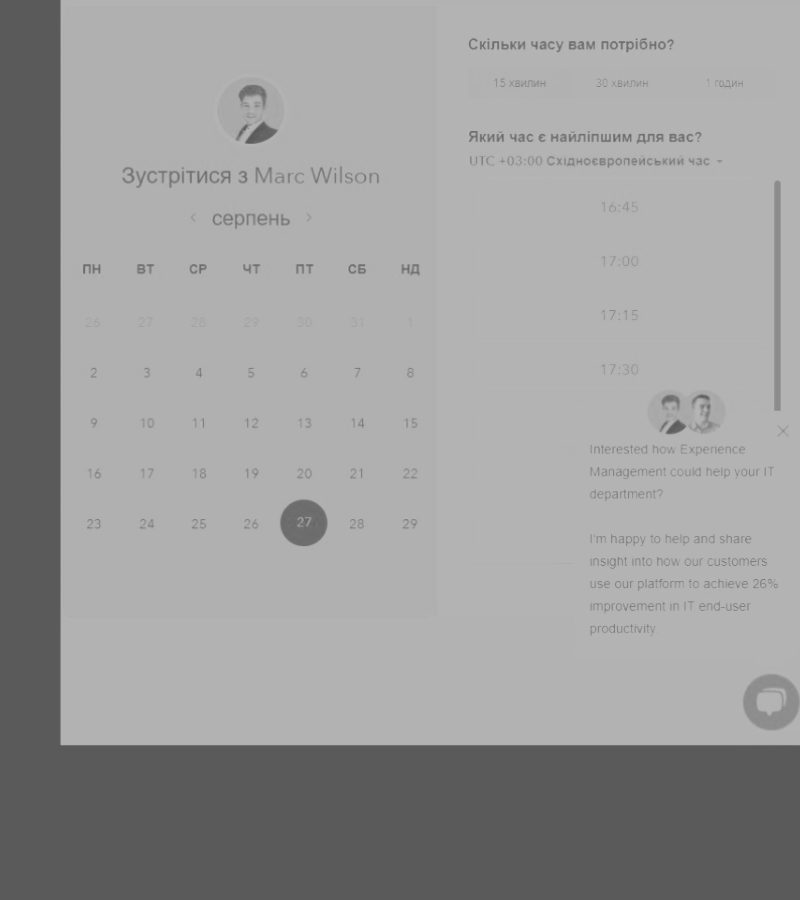 Зустрітися з Marc Wilson
серпень
ПН ВТ СР ЧТ ПТ СБ НД
26 27 28 29 30 31 1
2 3 4 5 6 7 8
9 10 11 12 13 14 15
16 17 18 19 20 21 22
23 24 25 26 27 28 29
Скільки часу вам потрібно?
15 хвилин 30 хвилин 1 годин
Який час є найліпшим для вас?
UTC +03:00 Східноєвропейський час
16:45
17:00
17:15
17:30
Interested how Experience
Management could help your IT
department?
I'm happy to help and share
insight into how our customers
use our platform to achieve 26%
improvement in IT end-user
productivity.